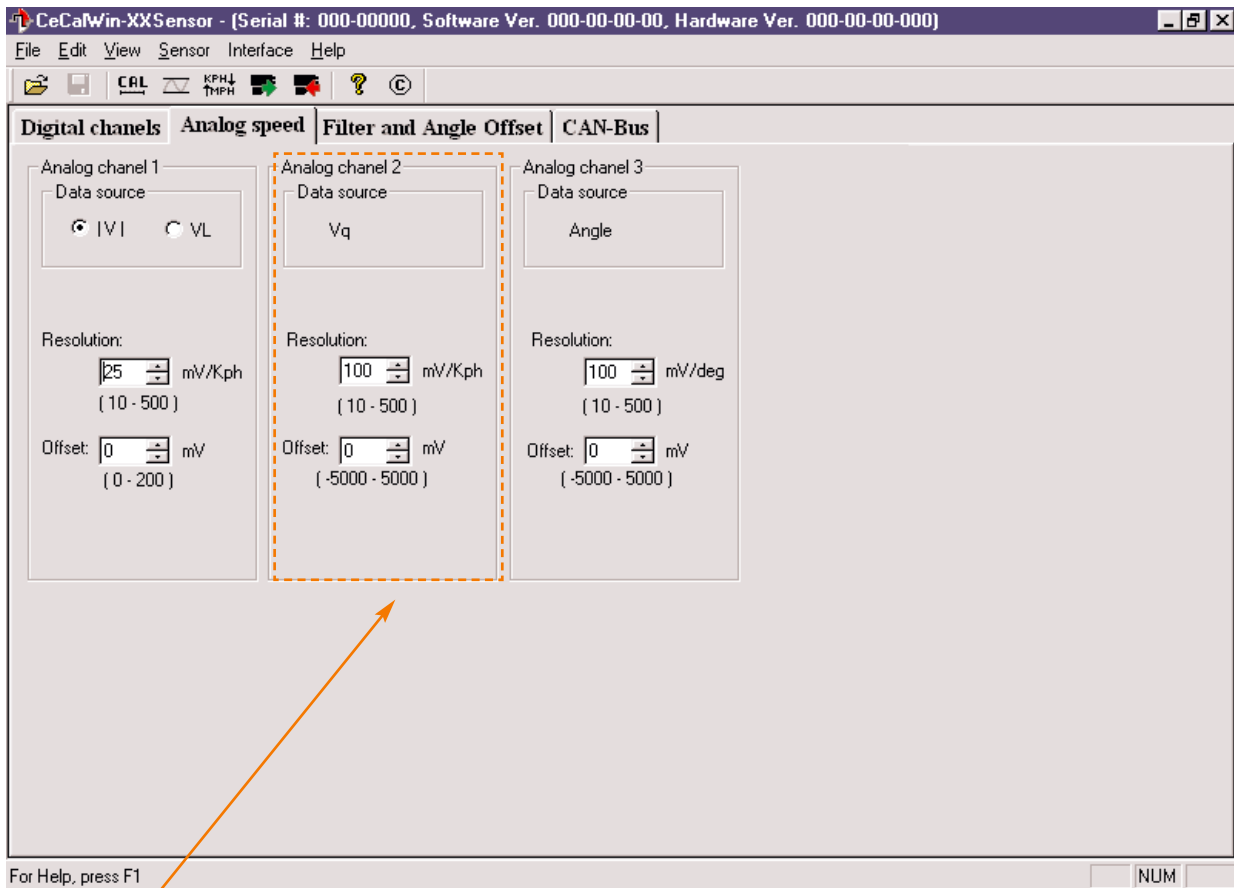 CeCalWin-XXSensor - (Serial #: 000-00000, Software Ver. 000-00-00-00, Hardware Ver. 000-00-00-000)
File Edit View Sensor Interface Help
CAL KPH MPH ? ©
Digital chanels Analog speed Filter and Angle Offset CAN-Bus
Analog chanel 1
Data source
|V| VL
Resolution:
25 mV/Kph
( 10 - 500 )
Offset: 0 mV
( 0 - 200 )
Analog chanel 2
Data source
Vq
Resolution:
100 mV/Kph
( 10 - 500 )
Offset: 0 mV
( -5000 - 5000 )
Analog chanel 3
Data source
Angle
Resolution:
100 mV/deg
( 10 - 500 )
Offset: 0 mV
( -5000 - 5000 )
For Help, press F1
NUM